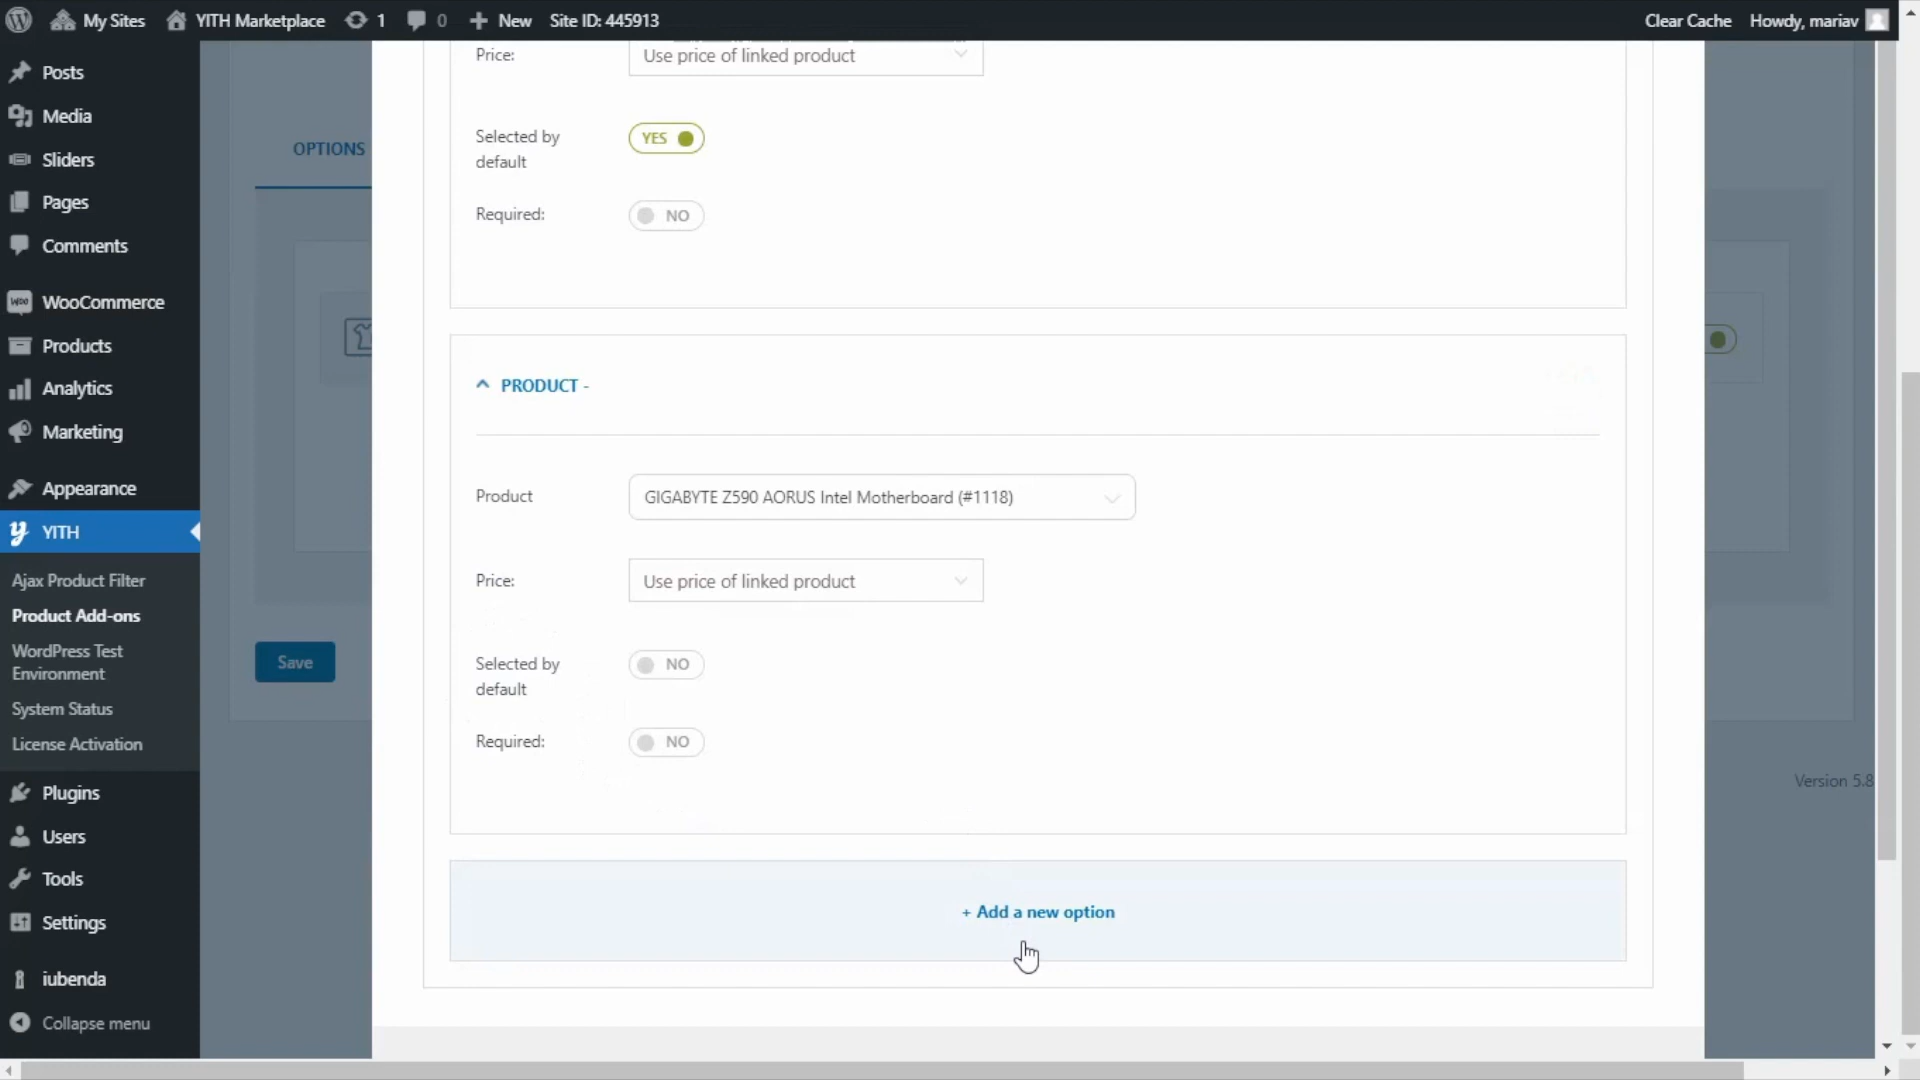 My Sites
YITH Marketplace
1
0
New
Site ID: 445913
Clear Cache
Howdy, mariav
Posts
Media
Sliders
Pages
Comments
WooCommerce
Products
Analytics
Marketing
Appearance
YITH
Ajax Product Filter
Product Add-ons
WordPress Test
Environment
System Status
License Activation
Plugins
Users
Tools
Settings
iubenda
Collapse menu
OPTIONS
Save
Price:
Use price of linked product
Selected by
default
YES
Required:
NO
PRODUCT -
Product
GIGABYTE Z590 AORUS Intel Motherboard (#1118)
Price:
Use price of linked product
Selected by
default
NO
Required:
NO
+ Add a new option
Version 5.8